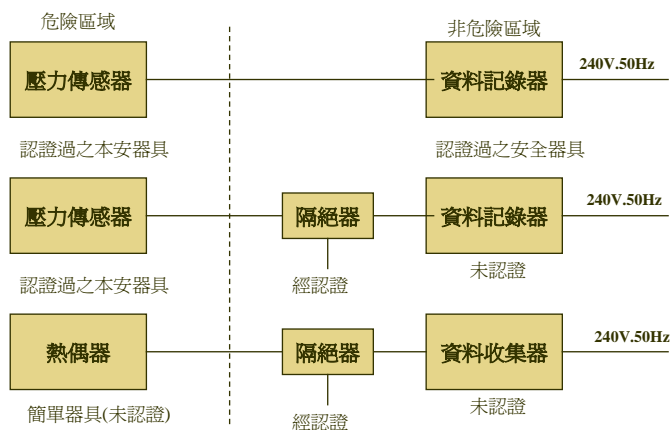 危險區域
非危險區域
壓力傳感器
資料記錄器
240V.50Hz
認證過之本安器具
認證過之安全器具
壓力傳感器
隔絕器
資料記錄器
240V.50Hz
認證過之本安器具
經認證
未認證
熱偶器
隔絕器
資料收集器
240V.50Hz
簡單器具(未認證)
經認證
未認證